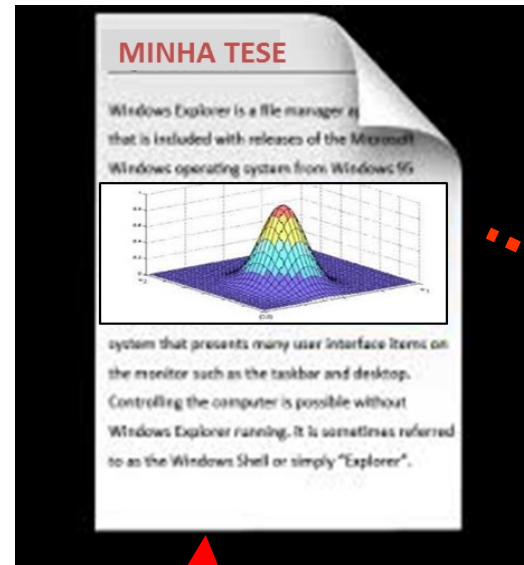 MINHA TESE
Windows Explorer is a file manager
that is included with releases of the Microsoft
Windows operating system from Windows 95
system that presents many user interface items on
the monitor such as the taskbar and desktop.
Controlling the computer is possible without
Windows Explorer running. It is sometimes referred
to as the Windows Shell or simply "Explorer".